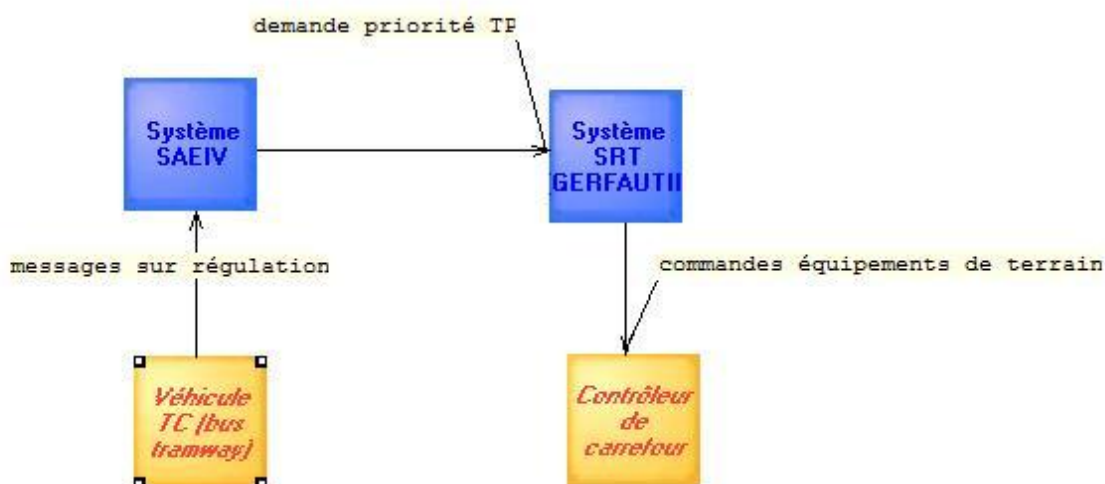 demande priorité TP
Système
SAEIV
Système
SRT
GERFAUTII
messages sur régulation
commandes équipements de terrain
Véhicule
TC (bus
tramway)
Contrôleur
de
carrefour